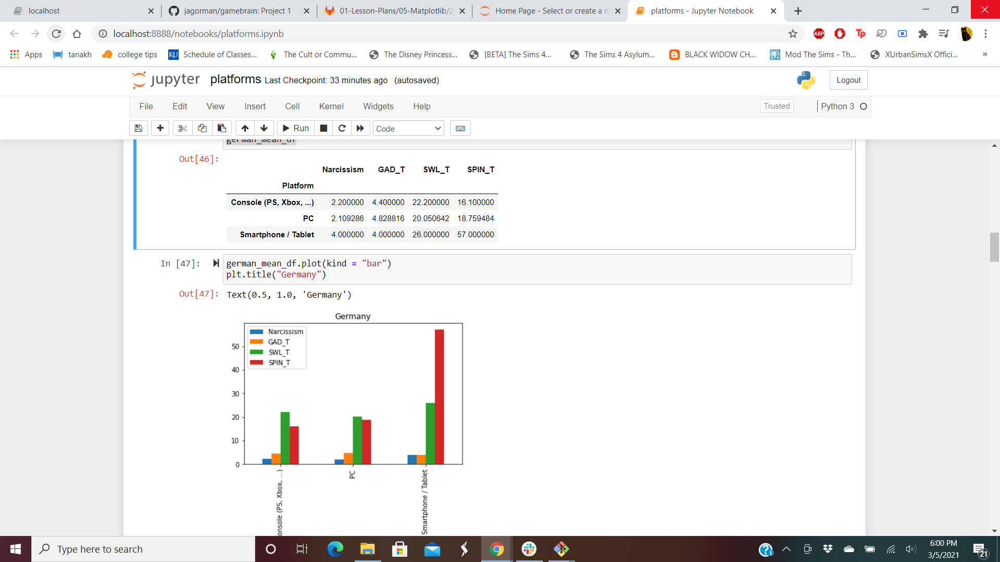 localhost
jagorman/gamebrain: Project 1
01-Lesson-Plans/05-Matplotlib/2
Home Page - Select or create a n
platforms - Jupyter Notebook
localhost:8888/notebooks/platforms.ipynb
ABP
Tp
Apps
tanakh
college tips
KU
Schedule of Classes...
The Cult or Commu...
The Disney Princess...
[BETA] The Sims 4...
The Sims 4 Asylum...
BLACK WIDOW CH...
Mod The Sims - Th...
XUrbanSimsX Offici...
»
jupyter platforms Last Checkpoint: 33 minutes ago (autosaved)
Logout
File Edit View Insert Cell Kernel Widgets Help
Trusted
Python 3
Run
Code
german_mean_df
Out[46]:
Narcissism GAD_T SWL_T SPIN_T
Platform
Console (PS, Xbox, ...) 2.200000 4.400000 22.200000 16.100000
PC 2.109286 4.828816 20.050642 18.759484
Smartphone / Tablet 4.000000 4.000000 26.000000 57.000000
In [47]: german_mean_df.plot(kind = "bar")
plt.title("Germany")
Out[47]: Text(0.5, 1.0, 'Germany')
Germany
Narcissism
GAD_T
SWL_T
SPIN_T
50
40
30
20
10
0
onsole (PS, Xbox, ...)
PC
Smartphone / Tablet
Type here to search
6:00 PM
3/5/2021
21